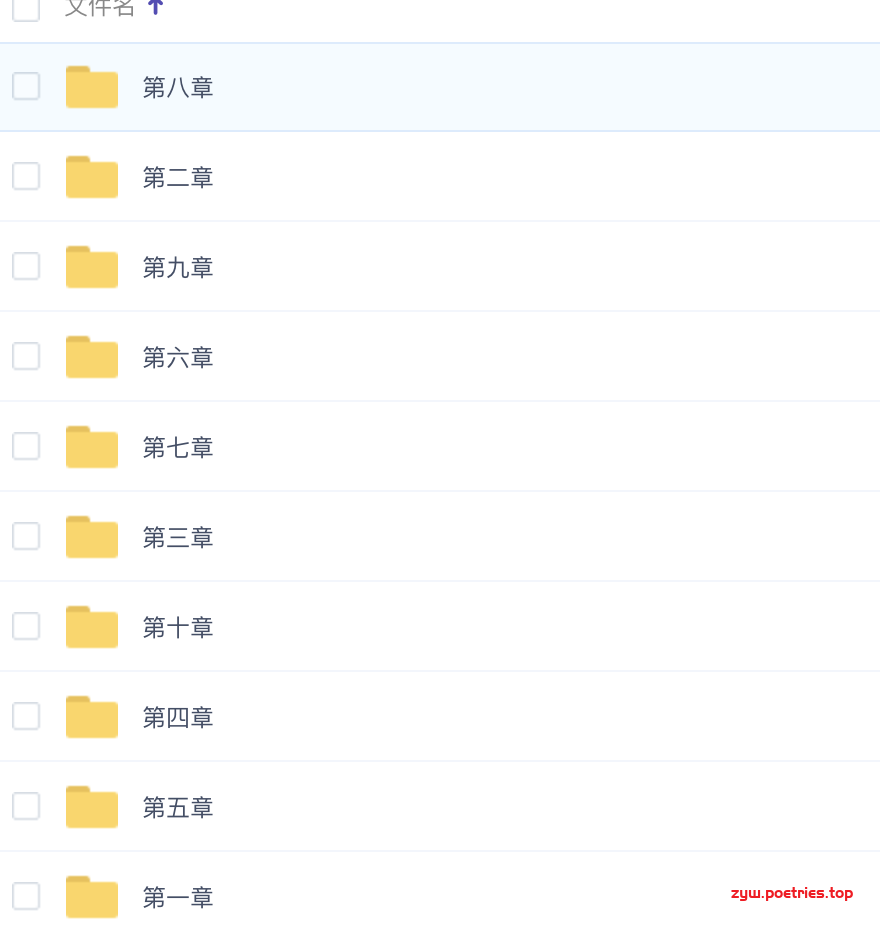 文件名
第八章
第二章
第九章
第六章
第七章
第三章
第十章
第四章
第五章
第一章
zyw.poetries.top